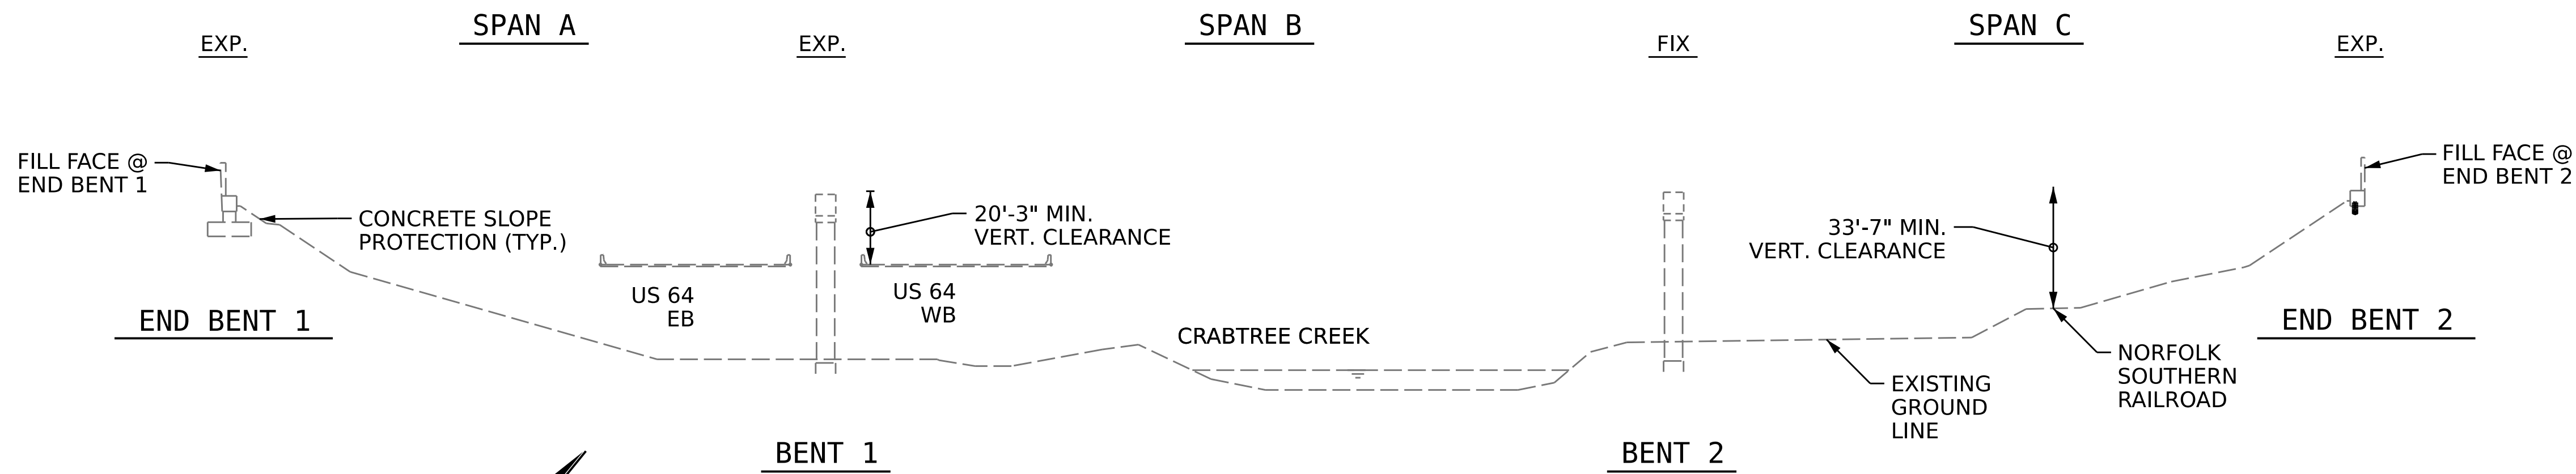 SPAN A
SPAN B
SPAN C
EXP.
EXP.
FIX
EXP.
FILL FACE @
END BENT 1
CONCRETE SLOPE
PROTECTION (TYP.)
20'-3" MIN.
VERT. CLEARANCE
33'-7" MIN.
VERT. CLEARANCE
FILL FACE @
END BENT 2
US 64
EB
US 64
WB
END BENT 1
CRABTREE CREEK
END BENT 2
EXISTING
GROUND
LINE
NORFOLK
SOUTHERN
RAILROAD
BENT 1
BENT 2